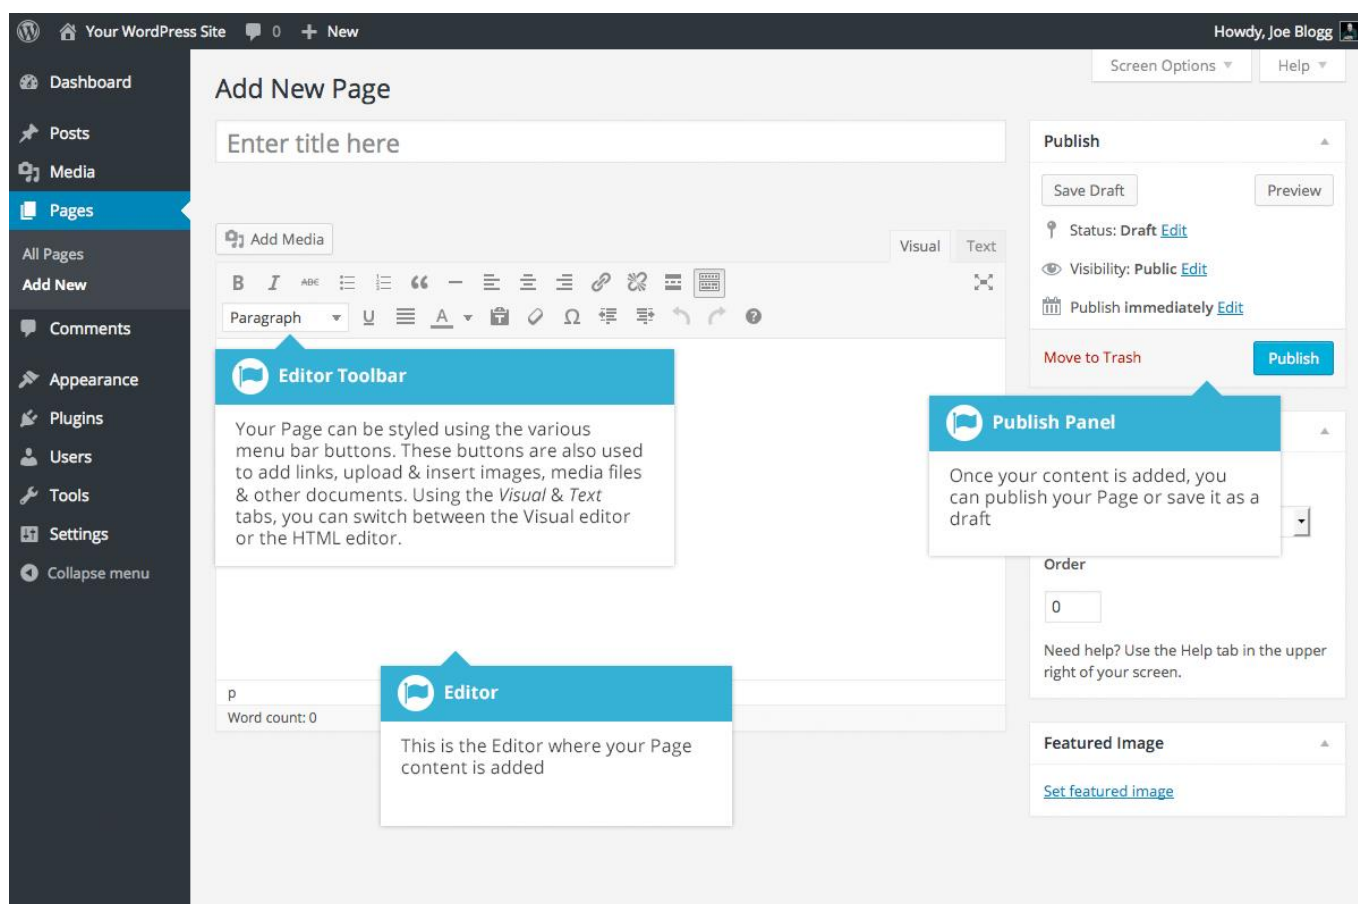 Your WordPress Site 0 + New
Howdy, Joe Blogg
Dashboard
Posts
Media
Pages
All Pages
Add New
Comments
Appearance
Plugins
Users
Tools
Settings
Collapse menu
Screen Options Help
Add New Page
Enter title here
Add Media
Visual Text
B I ABC
Paragraph U A Ω
Editor Toolbar
Your Page can be styled using the various
menu bar buttons. These buttons are also used
to add links, upload & insert images, media files
& other documents. Using the Visual & Text
tabs, you can switch between the Visual editor
or the HTML editor.
p
Word count: 0
Editor
This is the Editor where your Page
content is added
Publish
Save Draft Preview
Status: Draft Edit
Visibility: Public Edit
Publish immediately Edit
Move to Trash Publish
Publish Panel
Once your content is added, you
can publish your Page or save it as a
draft
Order
0
Need help? Use the Help tab in the upper
right of your screen.
Featured Image
Set featured image